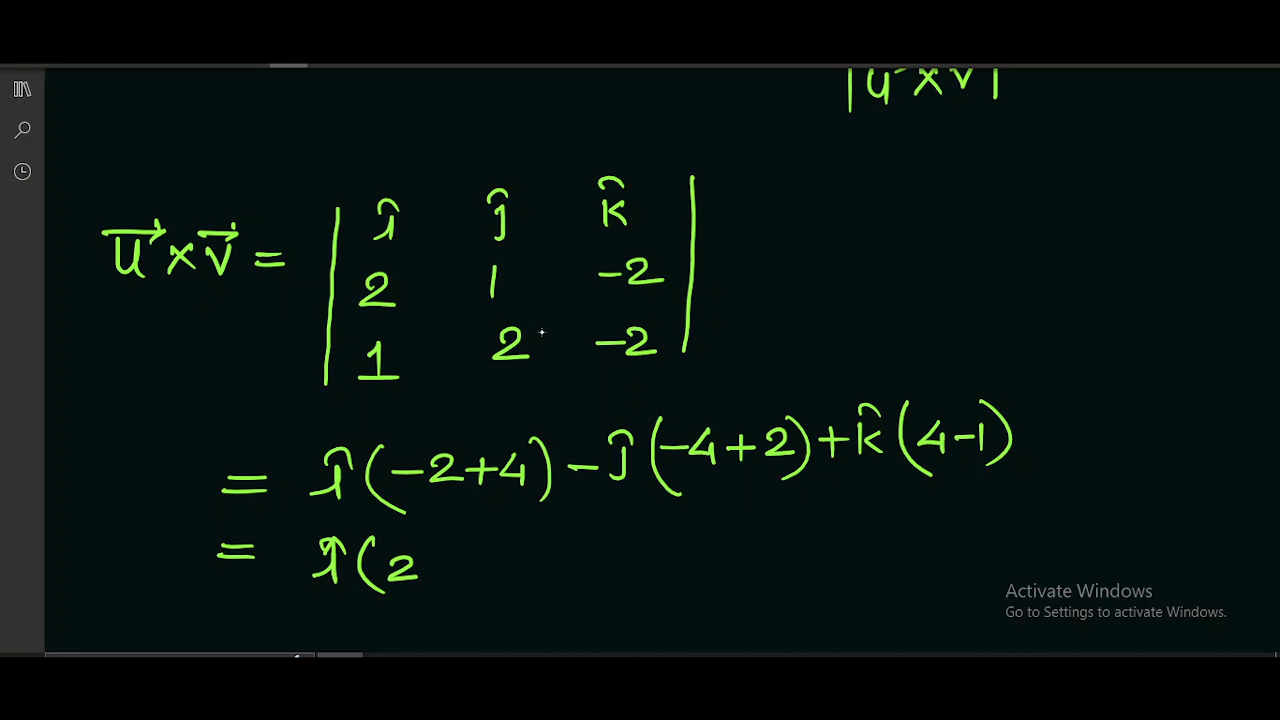 |u⃗ × v⃗|
| î ĵ k̂ |
u⃗ × v⃗ = | 2 1 -2 |
| 1 2 -2 |
= î(-2+4) - ĵ(-4+2) + k̂(4-1)
= î(2
Activate Windows
Go to Settings to activate Windows.